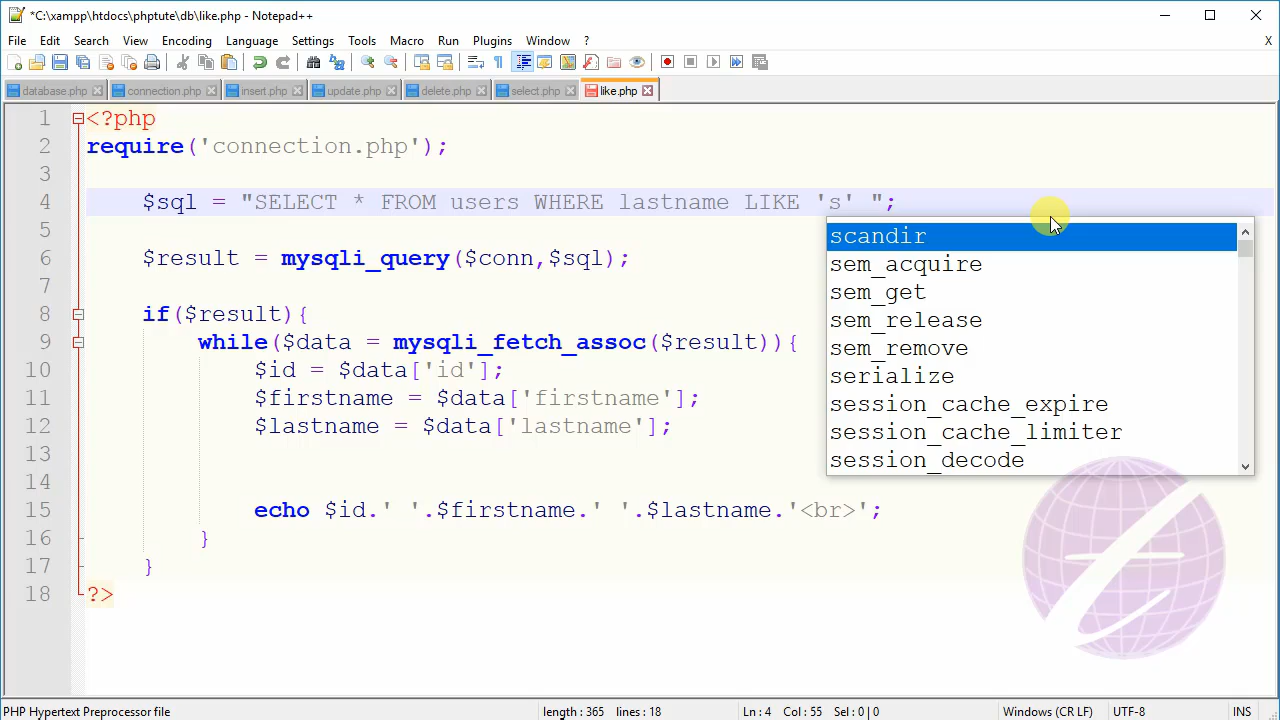 *C:\xampp\htdocs\phptute\db\like.php - Notepad++
File Edit Search View Encoding Language Settings Tools Macro Run Plugins Window ? X
database.php connection.php insert.php update.php delete.php select.php like.php
1 <?php
2 require('connection.php');
3
4 $sql = "SELECT * FROM users WHERE lastname LIKE 's' ";
5
scandir
6 $result = mysqli_query($conn,$sql);
sem_acquire
7
sem_get
8 if($result){
sem_release
9 while($data = mysqli_fetch_assoc($result)){
sem_remove
10 $id = $data['id'];
serialize
11 $firstname = $data['firstname'];
session_cache_expire
12 $lastname = $data['lastname'];
session_cache_limiter
13
session_decode
14
15 echo $id.' '.$firstname.' '.$lastname.'<br>';
16 }
17 }
18 ?>
PHP Hypertext Preprocessor file length : 365 lines : 18 Ln : 4 Col : 55 Sel : 0 | 0 Windows (CR LF) UTF-8 INS